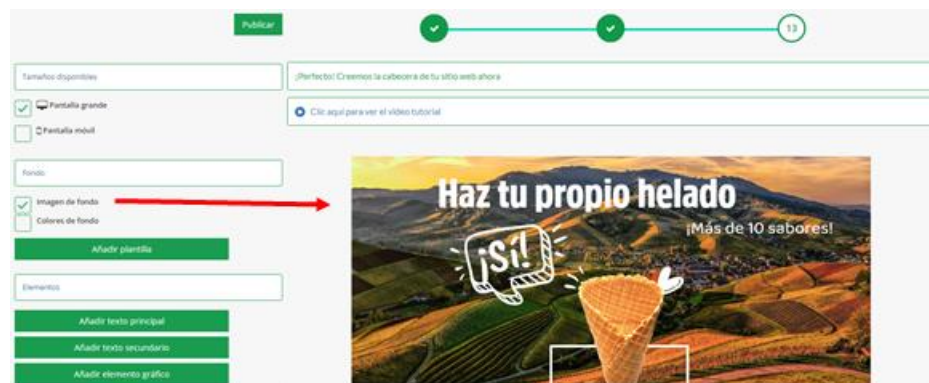 Publicar
13
Tamaños disponibles
¡Perfecto! Creemos la cabecera de tu sitio web ahora
Pantalla grande
Clic aquí para ver el vídeo tutorial
Pantalla móvil
Fondo
Imagen de fondo
Colores de fondo
Añadir plantilla
Elementos
Añadir texto principal
Añadir texto secundario
Añadir elemento gráfico
Haz tu propio helado
¡Más de 10 sabores!
¡Sí!